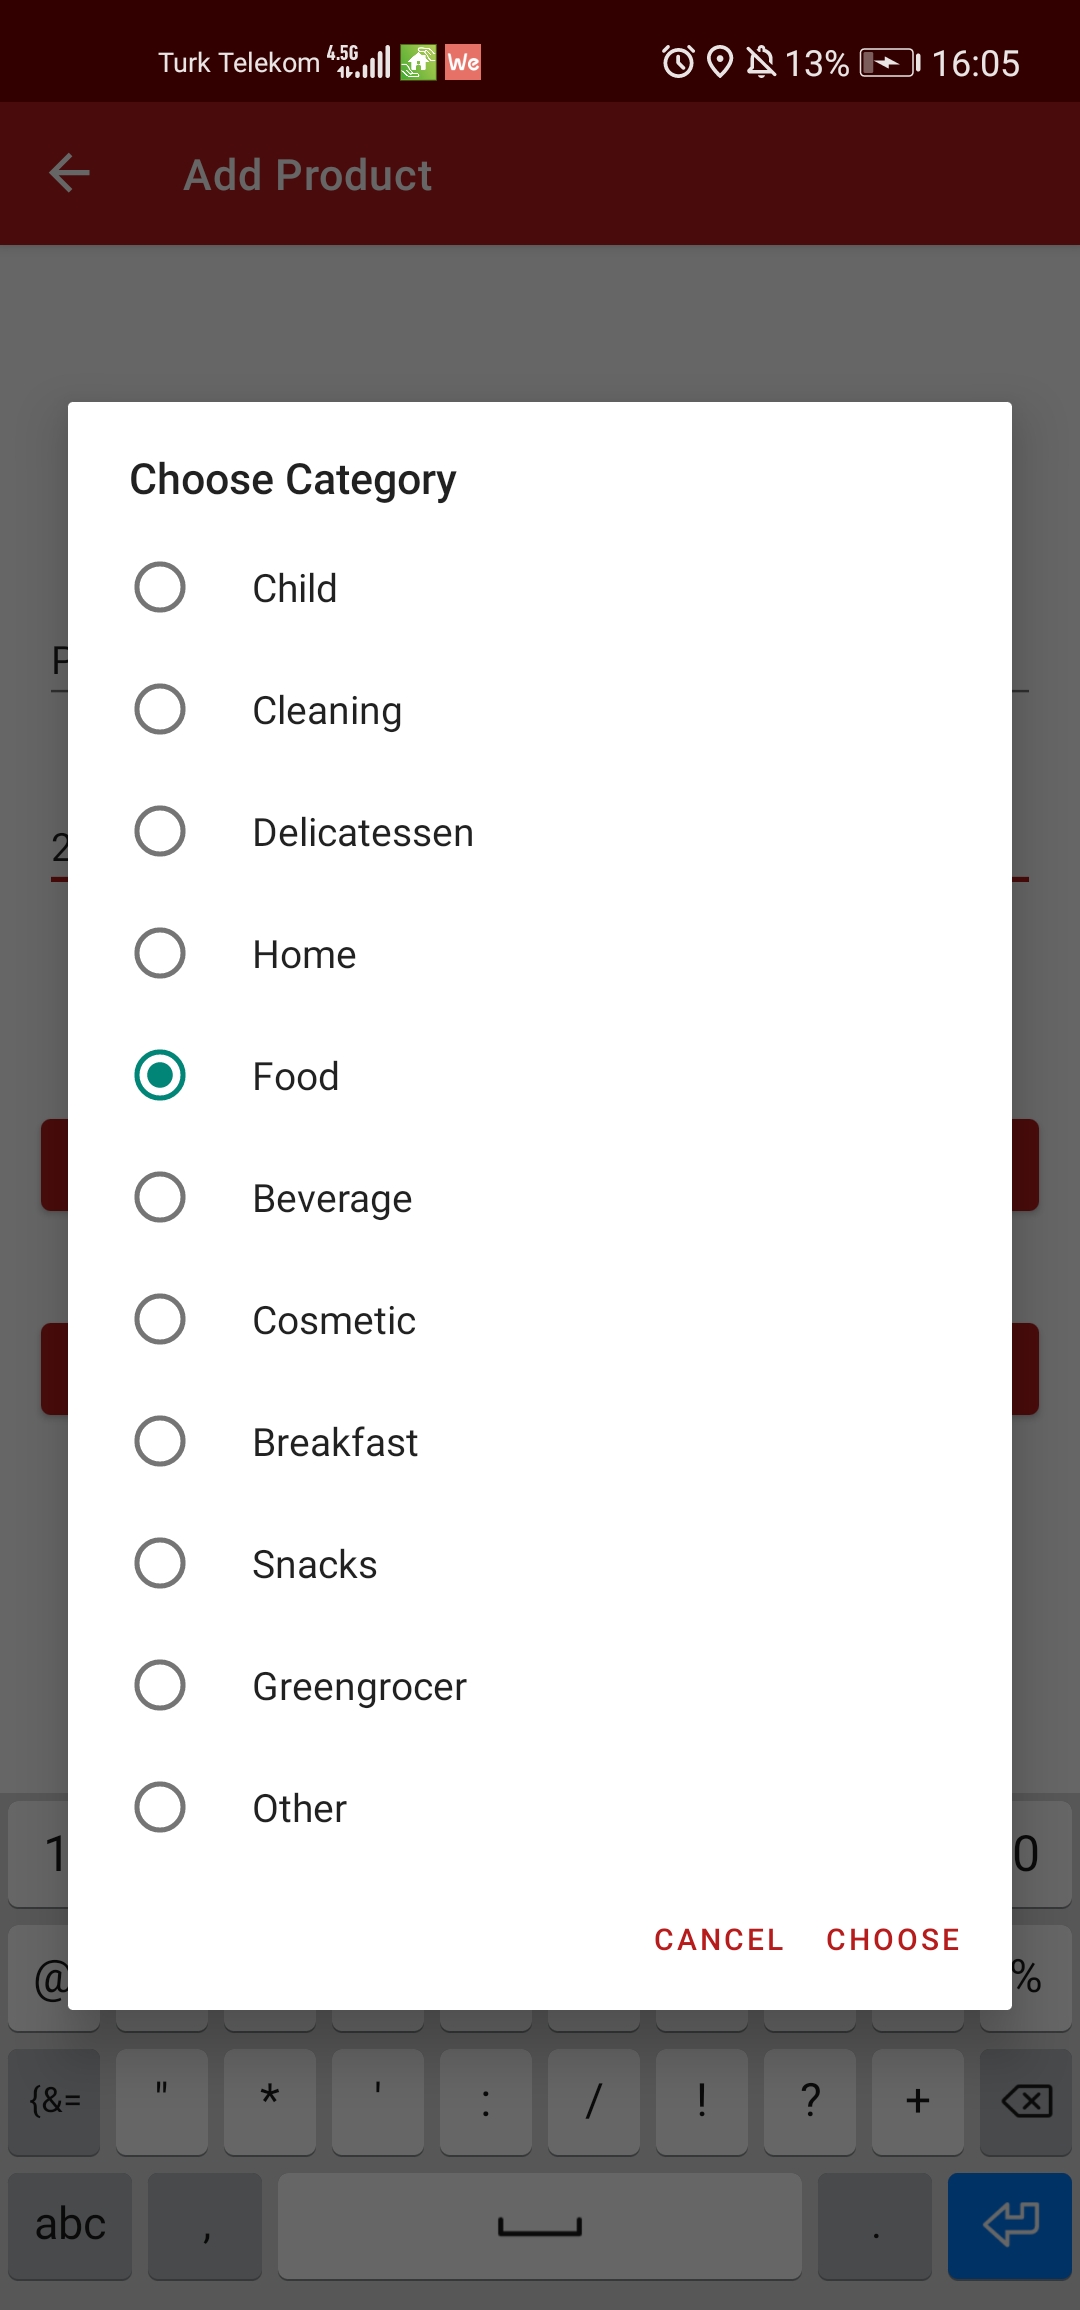 Turk Telekom 4.5G We 13% 16:05
Add Product
Choose Category
P
Child
Cleaning
2
Delicatessen
Home
Food
Beverage
Cosmetic
Breakfast
Snacks
Greengrocer
Other
1 0
CANCEL CHOOSE
@ %
{&= " * ' : / ! ? +
abc , .